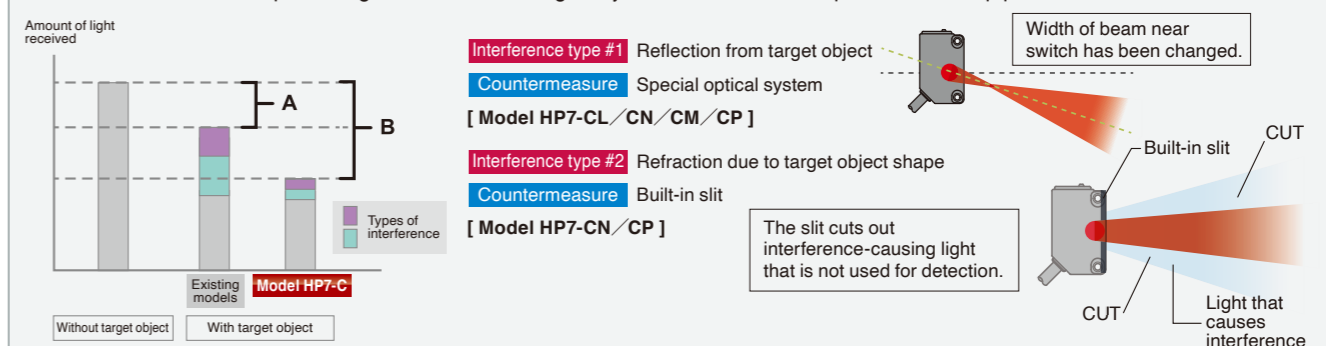 Amount of light
received
A
B
Types of
interference
Existing
models
Model HP7-C
Without target object
With target object
Interference type #1 Reflection from target object
Countermeasure Special optical system
[ Model HP7-CL／CN／CM／CP ]
Interference type #2 Refraction due to target object shape
Countermeasure Built-in slit
[ Model HP7-CN／CP ]
Width of beam near
switch has been changed.
The slit cuts out
interference-causing light
that is not used for detection.
Built-in slit
CUT
CUT
Light that
causes
interference